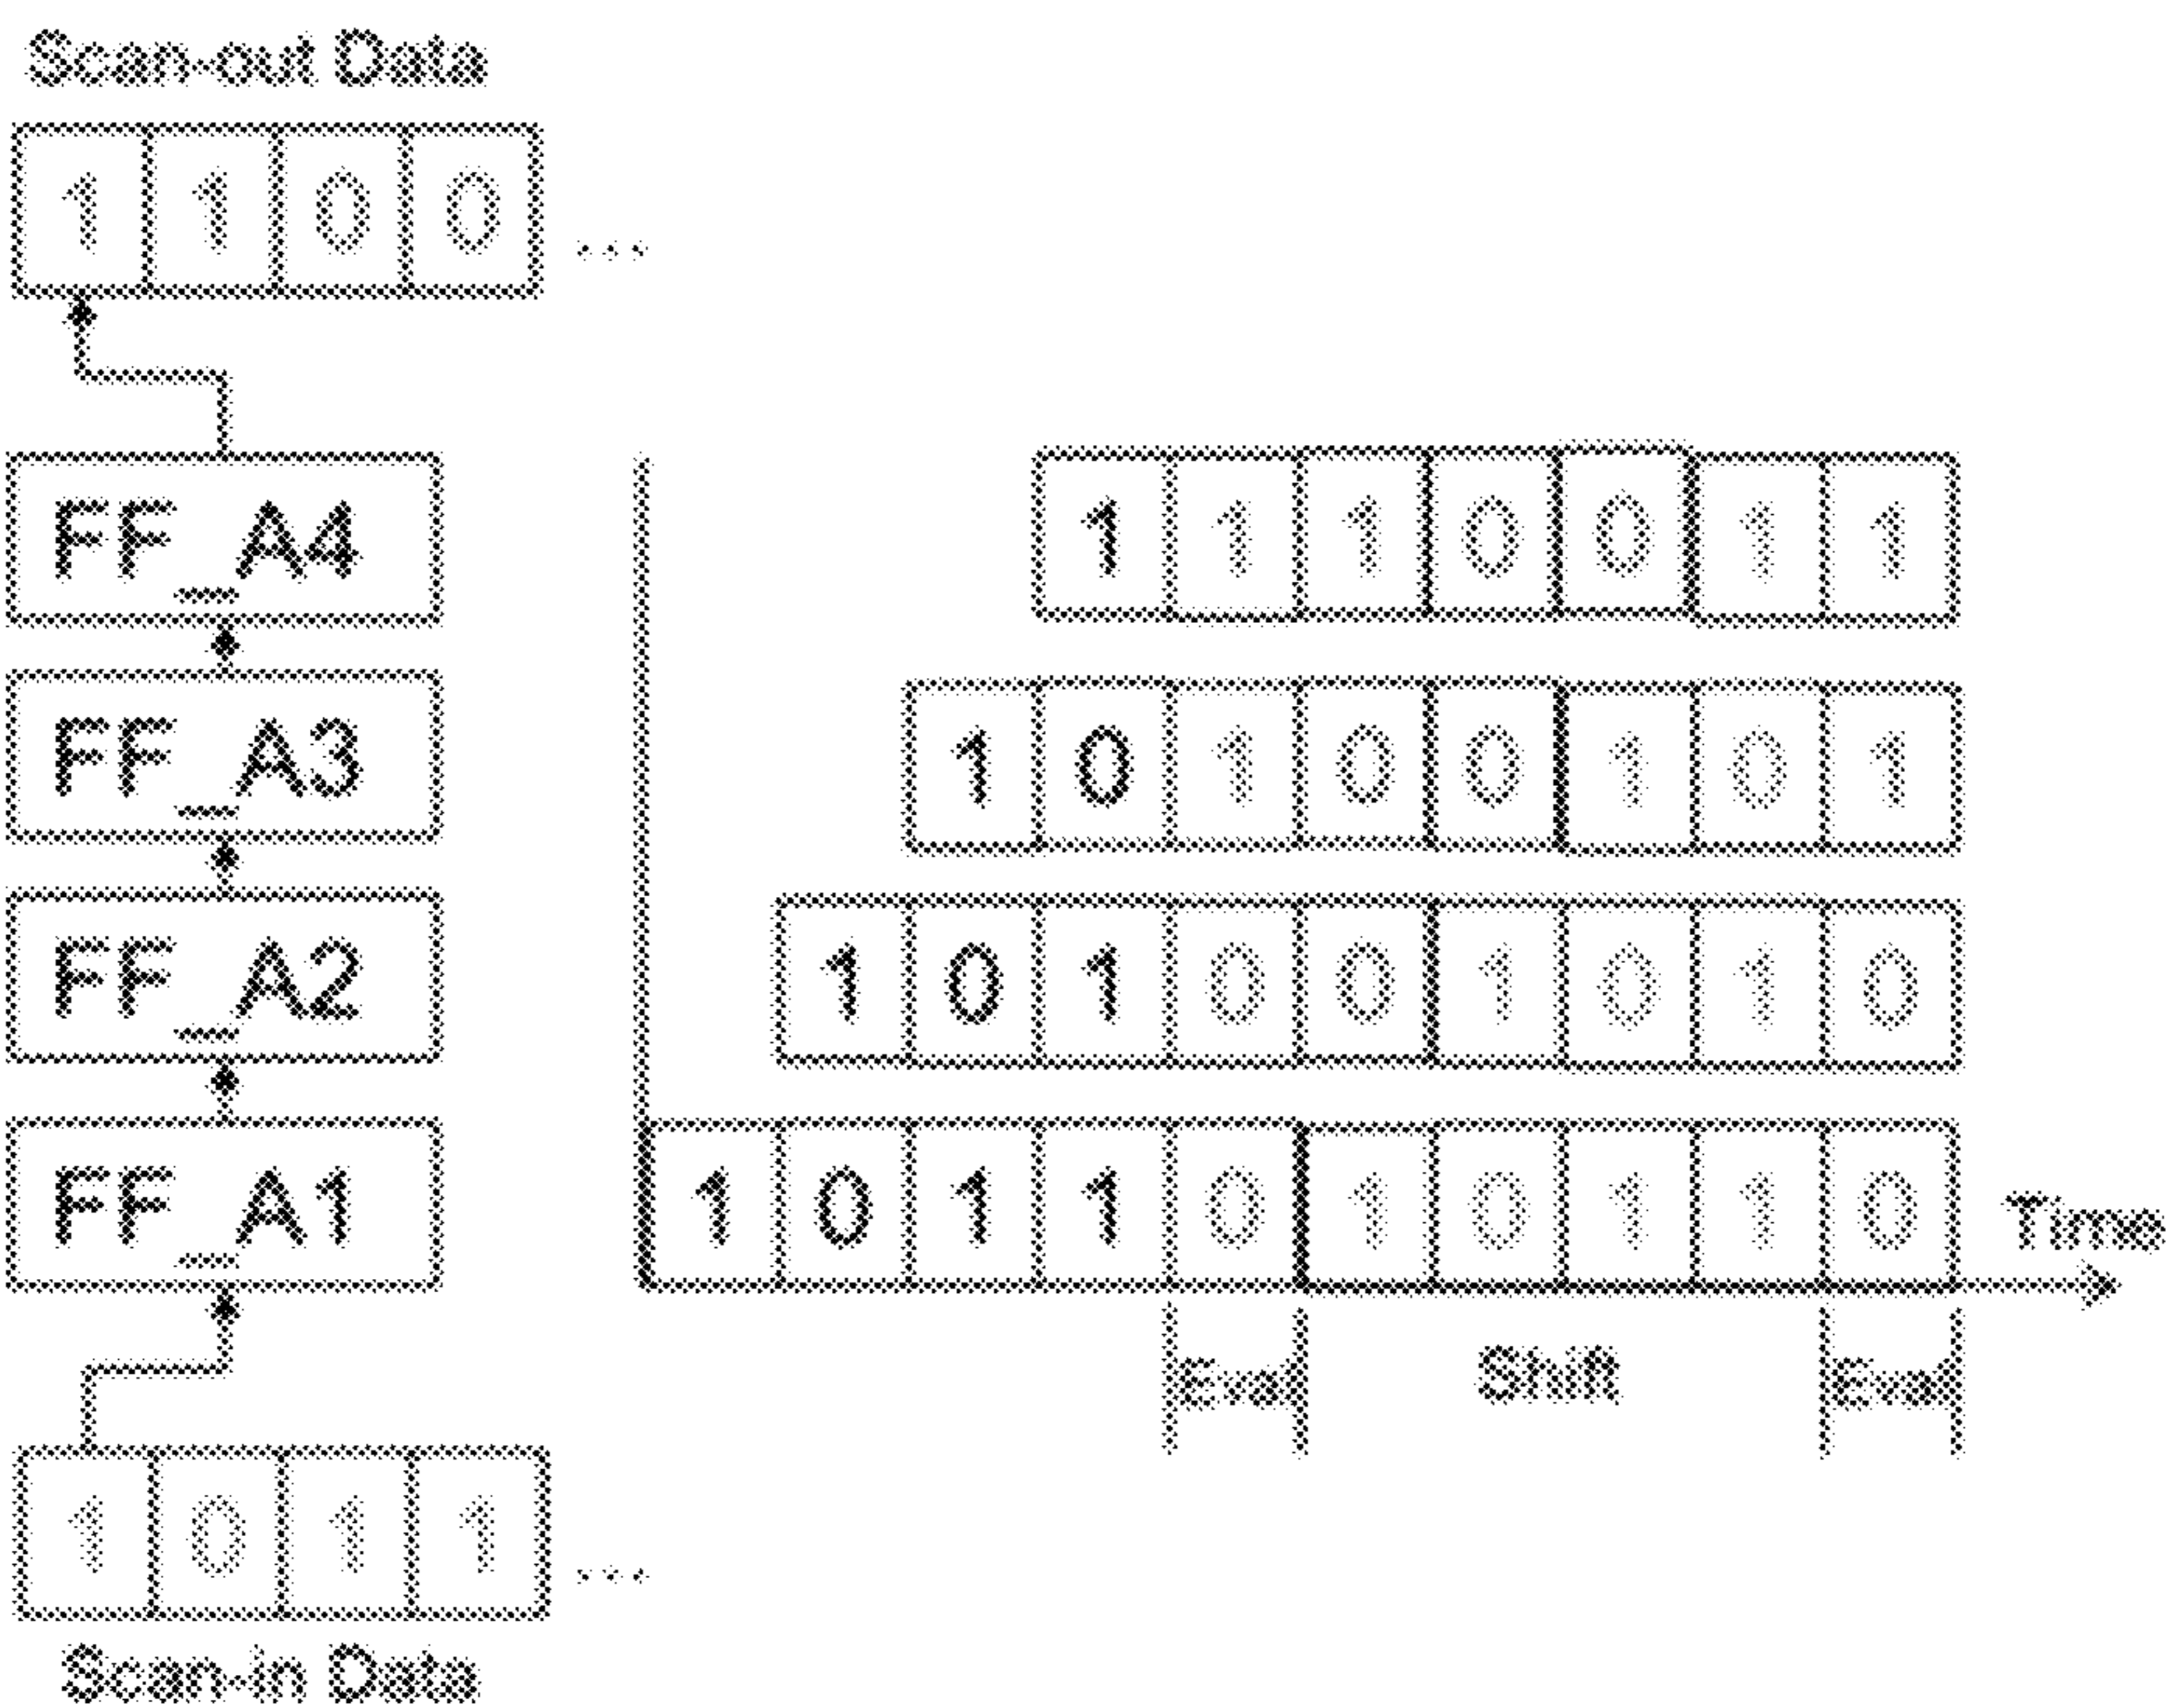 Scan-out Data
1 1 0 0 ...
FF_A4 1 1 1 0 0 1 1
FF_A3 1 0 1 0 0 1 0 1
FF_A2 1 0 1 0 0 1 0 1 0
FF_A1 1 0 1 1 0 1 0 1 1 0 Time
Eval Shift Eval
1 0 1 1 ...
Scan-in Data